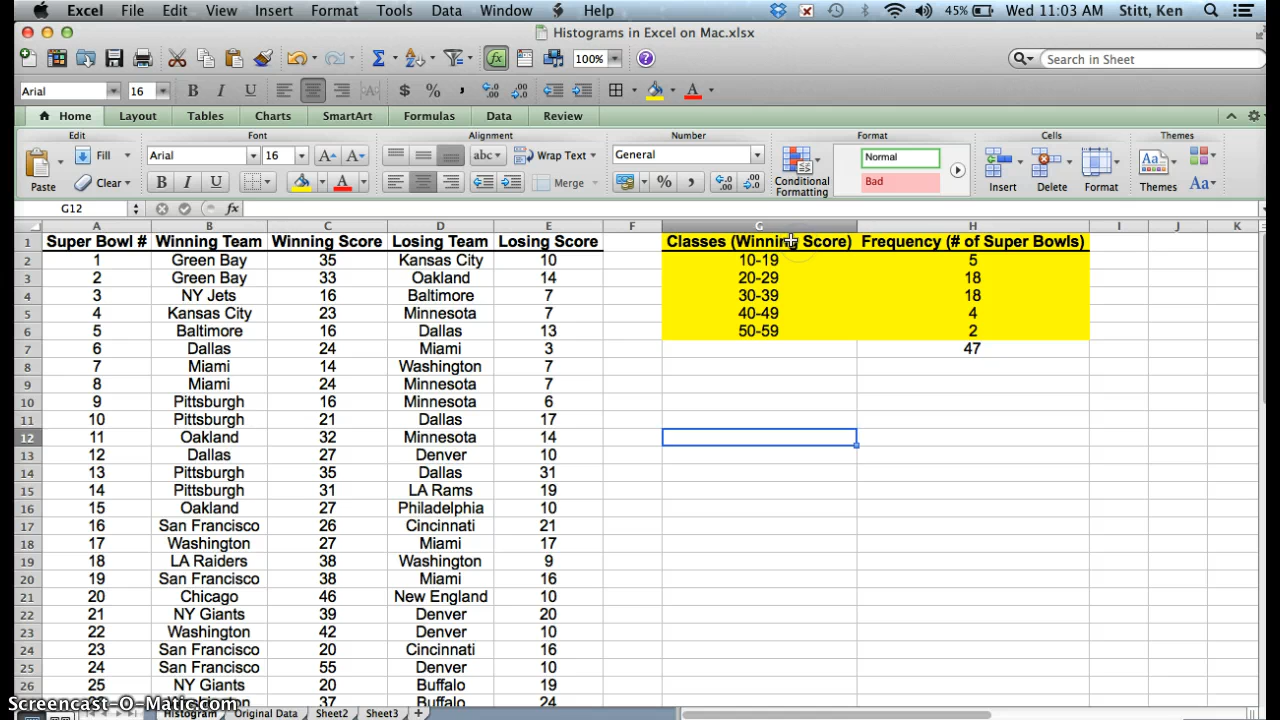 Excel File Edit View Insert Format Tools Data Window Help 45% Wed 11:03 AM Stitt, Ken
Histograms in Excel on Mac.xlsx
Σ fx 100% Search in Sheet
Arial 16 B I U $ % ,
Home Layout Tables Charts SmartArt Formulas Data Review
Edit Font Alignment Number Format Cells Themes
Paste Fill Arial 16 A A abc Wrap Text General Conditional Formatting Normal Insert Delete Format Themes Aa
Clear B I U A Merge % , Bad
G12 fx
A B C D E F G H I J K
1 Super Bowl # Winning Team Winning Score Losing Team Losing Score Classes (Winning Score) Frequency (# of Super Bowls)
2 1 Green Bay 35 Kansas City 10 10-19 5
3 2 Green Bay 33 Oakland 14 20-29 18
4 3 NY Jets 16 Baltimore 7 30-39 18
5 4 Kansas City 23 Minnesota 7 40-49 4
6 5 Baltimore 16 Dallas 13 50-59 2
7 6 Dallas 24 Miami 3 47
8 7 Miami 14 Washington 7
9 8 Miami 24 Minnesota 7
10 9 Pittsburgh 16 Minnesota 6
11 10 Pittsburgh 21 Dallas 17
12 11 Oakland 32 Minnesota 14
13 12 Dallas 27 Denver 10
14 13 Pittsburgh 35 Dallas 31
15 14 Pittsburgh 31 LA Rams 19
16 15 Oakland 27 Philadelphia 10
17 16 San Francisco 26 Cincinnati 21
18 17 Washington 27 Miami 17
19 18 LA Raiders 38 Washington 9
20 19 San Francisco 38 Miami 16
21 20 Chicago 46 New England 10
22 21 NY Giants 39 Denver 20
23 22 Washington 42 Denver 10
24 23 San Francisco 20 Cincinnati 16
25 24 San Francisco 55 Denver 10
26 25 NY Giants 20 Buffalo 19
37 Buffalo 24
Screencast-O-Matic.com
Histogram Original Data Sheet2 Sheet3 +